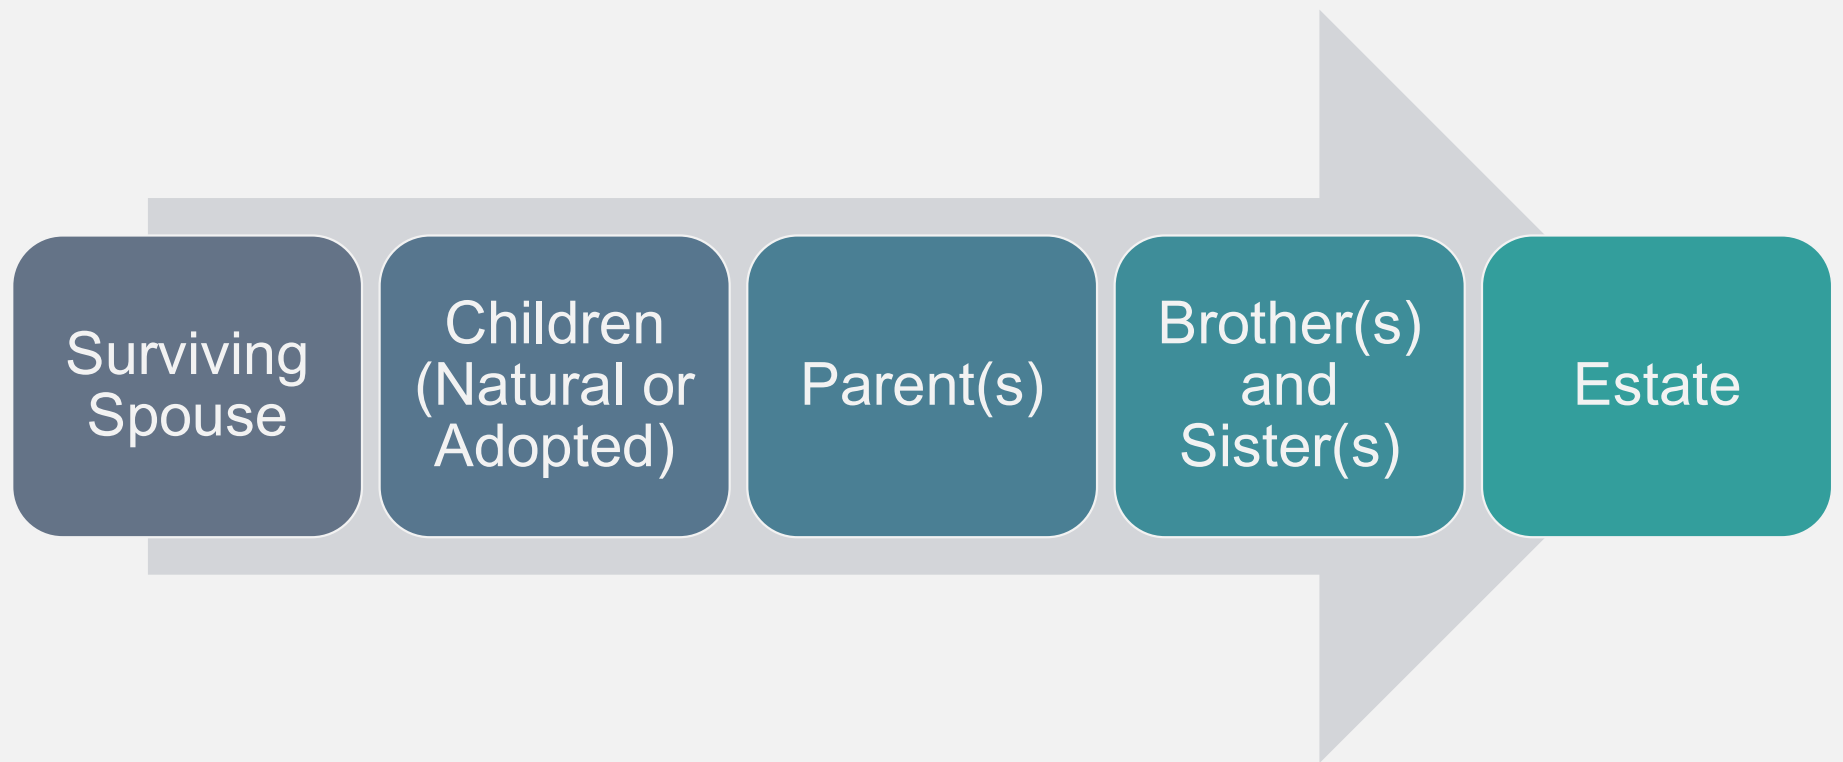 Surviving
Spouse
Children
(Natural or
Adopted)
Parent(s)
Brother(s)
and
Sister(s)
Estate